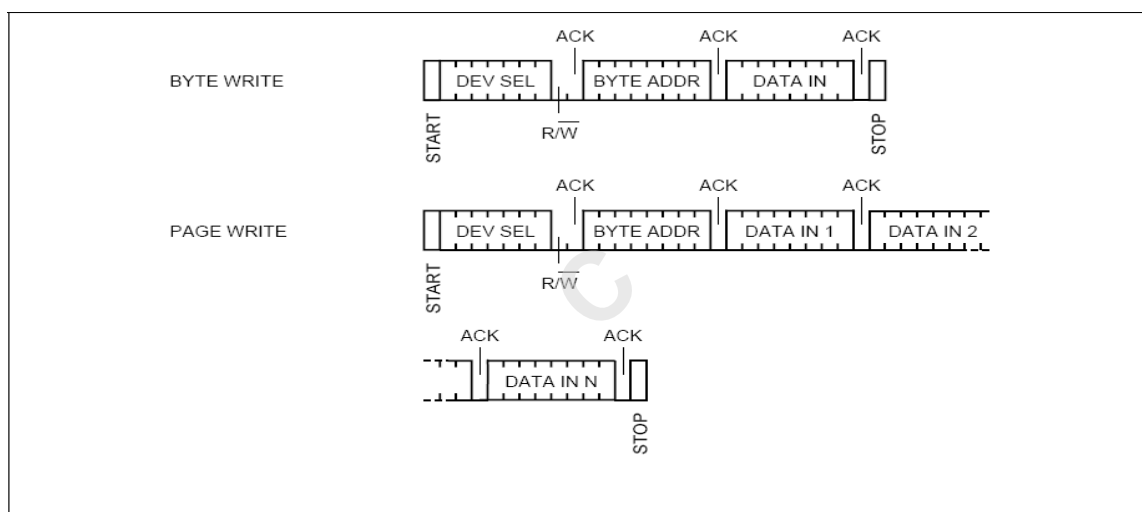 ACK ACK ACK
BYTE WRITE DEV SEL BYTE ADDR DATA IN
R/W̅
START STOP
ACK ACK ACK
PAGE WRITE DEV SEL BYTE ADDR DATA IN 1 DATA IN 2
R/W̅
START
C
ACK ACK
DATA IN N
STOP